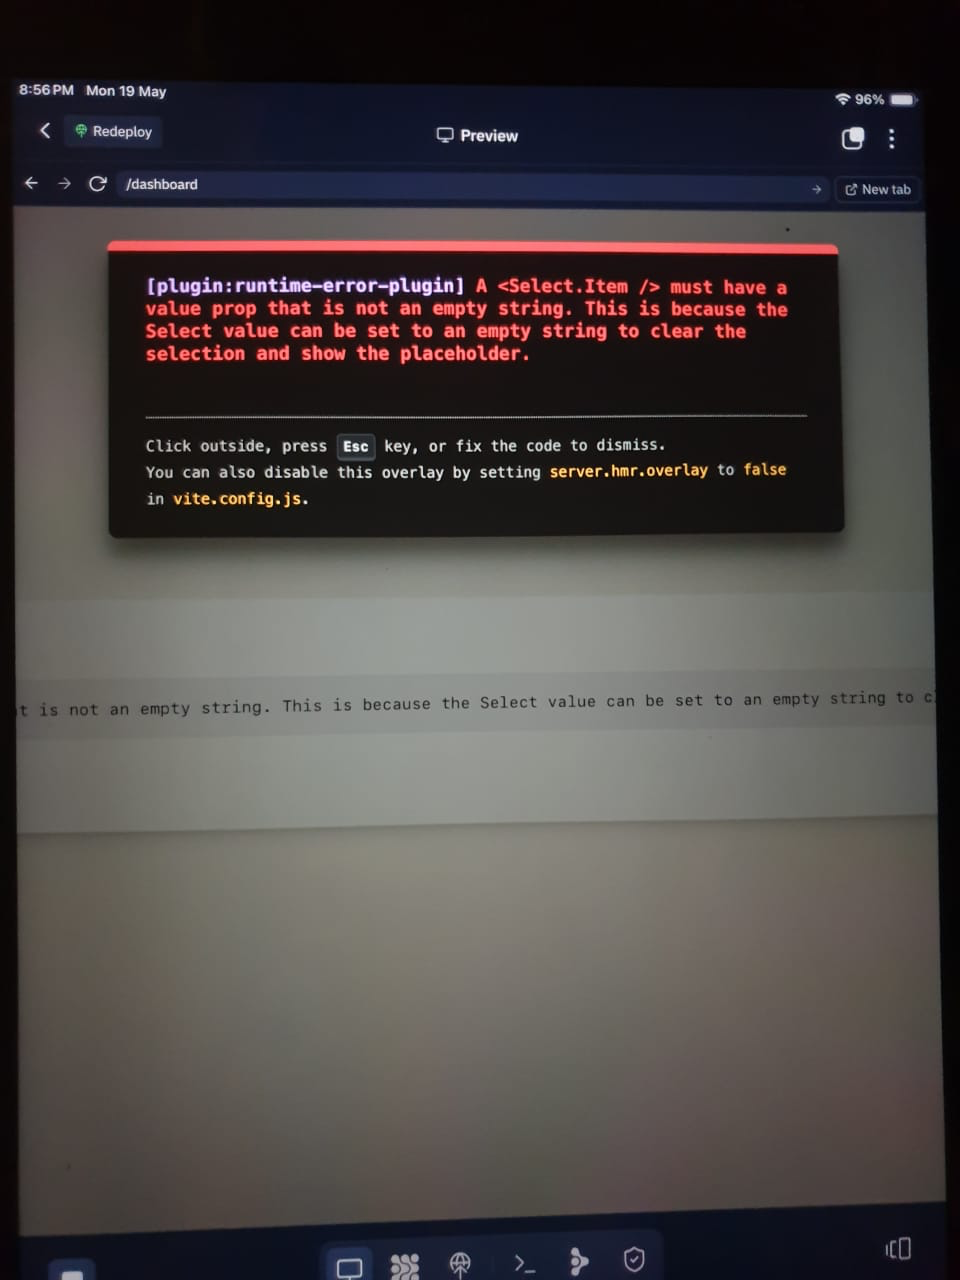 8:56 PM Mon 19 May
96%
Redeploy
Preview
/dashboard
New tab
[plugin:runtime-error-plugin] A <Select.Item /> must have a
value prop that is not an empty string. This is because the
Select value can be set to an empty string to clear the
selection and show the placeholder.
Click outside, press Esc key, or fix the code to dismiss.
You can also disable this overlay by setting server.hmr.overlay to false
in vite.config.js.
t is not an empty string. This is because the Select value can be set to an empty string to c